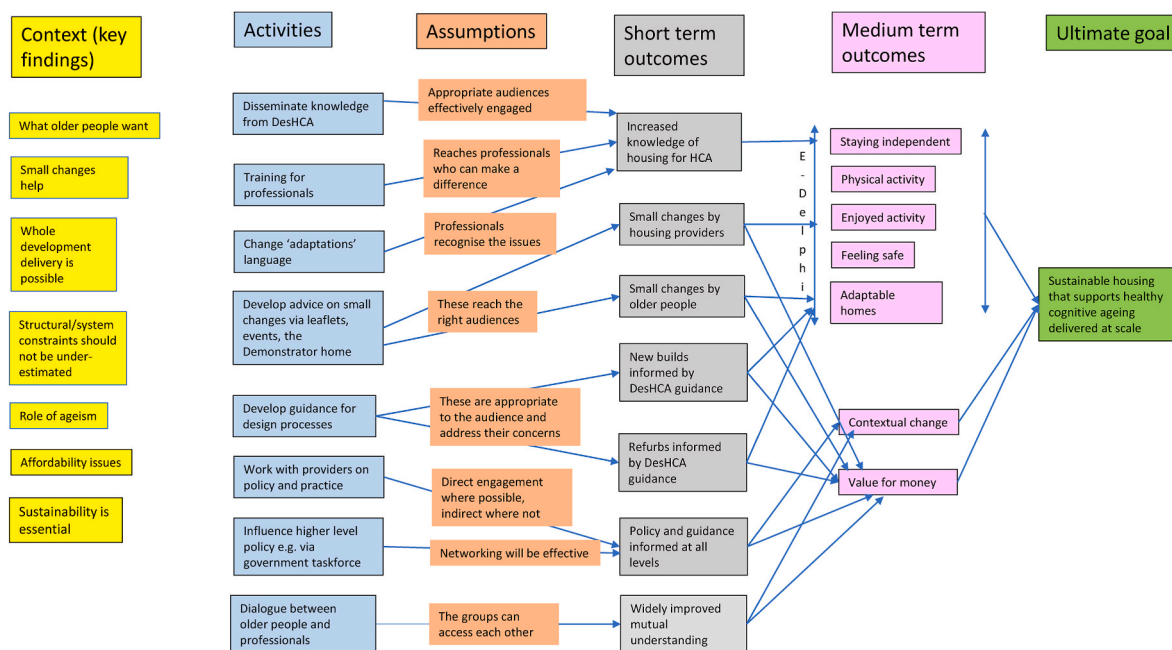 Context (key
findings)
What older people want
Small changes
help
Whole
development
delivery is
possible
Structural/system
constraints should
not be under-
estimated
Role of ageism
Affordability issues
Sustainability is
essential
Activities
Disseminate knowledge
from DesHCA
Training for
professionals
Change ‘adaptations’
language
Develop advice on small
changes via leaflets,
events, the
Demonstrator home
Develop guidance for
design processes
Work with providers on
policy and practice
Influence higher level
policy e.g. via
government taskforce
Dialogue between
older people and
professionals
Assumptions
Appropriate audiences
effectively engaged
Reaches professionals
who can make a
difference
Professionals
recognise the issues
These reach the
right audiences
These are appropriate
to the audience and
address their concerns
Direct engagement
where possible,
indirect where not
Networking will be effective
The groups can
access each other
Short term
outcomes
Increased
knowledge of
housing for HCA
Small changes by
housing providers
Small changes by
older people
New builds
informed by
DesHCA guidance
Refurbs informed
by DesHCA
guidance
Policy and guidance
informed at all
levels
Widely improved
mutual
understanding
Medium term
outcomes
E
-
D
e
l
p
h
i
Staying independent
Physical activity
Enjoyed activity
Feeling safe
Adaptable
homes
Contextual change
Value for money
Ultimate goal
Sustainable housing
that supports healthy
cognitive ageing
delivered at scale